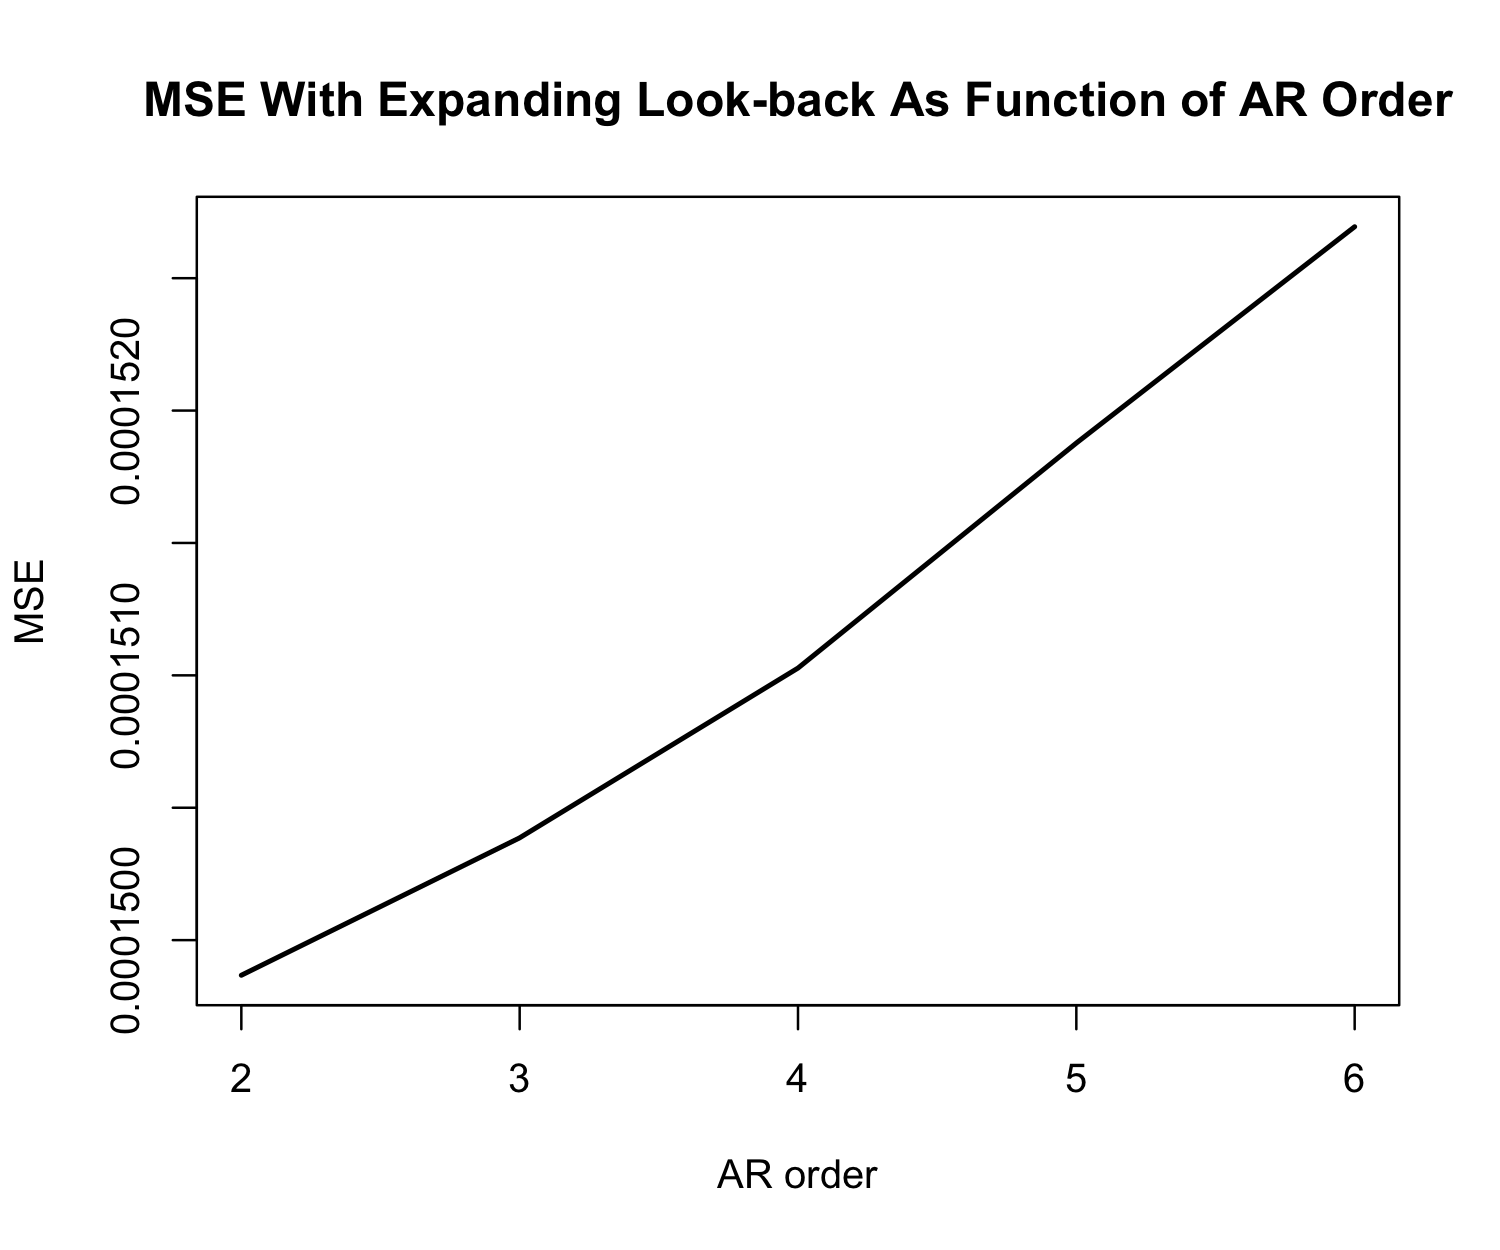 MSE With Expanding Look-back As Function of AR Order
MSE
0.0001520
0.0001510
0.0001500
2 3 4 5 6
AR order